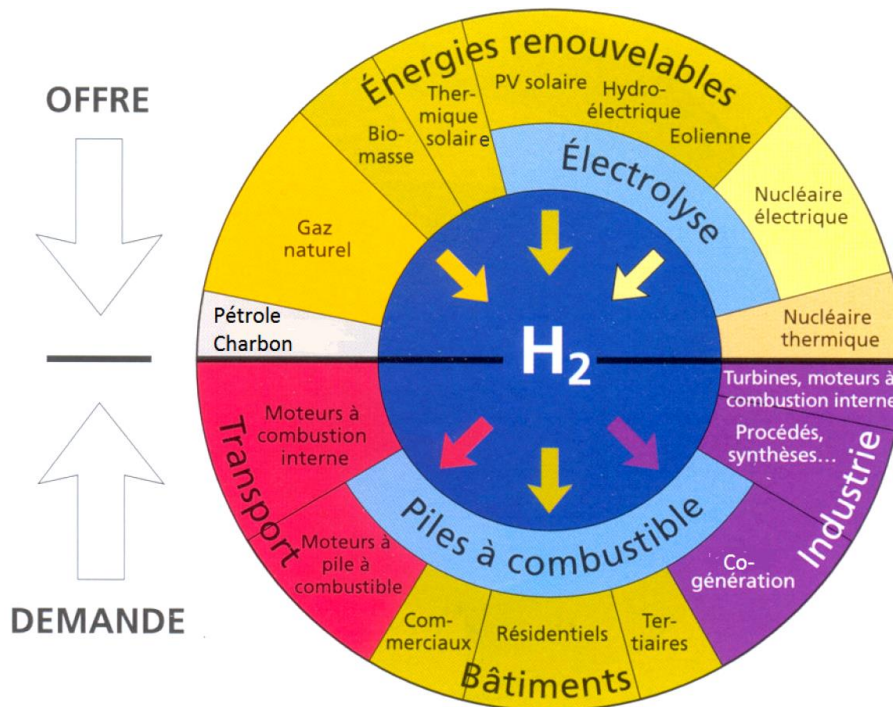 OFFRE
DEMANDE
Énergies renouvelables
PV solaire
Hydro-
électrique
Eolienne
Ther-
mique
solaire
Bio-
masse
Électrolyse
Nucléaire
électrique
Gaz
naturel
Pétrole
Charbon
Nucléaire
thermique
H2
Turbines, moteurs à
combustion interne
Procédés,
synthèses...
Industrie
Co-
génération
Moteurs à
combustion
interne
Transport
Moteurs à
pile à
combustible
Piles à combustible
Com-
merciaux
Résidentiels
Ter-
tiaires
Bâtiments